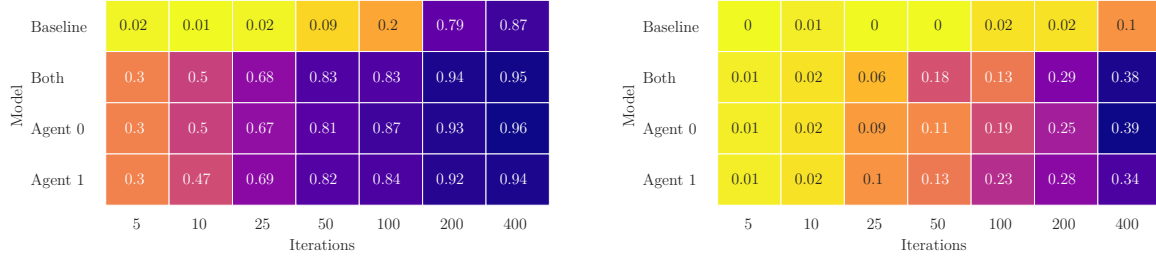 Baseline 0.02 0.01 0.02 0.09 0.2 0.79 0.87
Both 0.3 0.5 0.68 0.83 0.83 0.94 0.95
Agent 0 0.3 0.5 0.67 0.81 0.87 0.93 0.96
Agent 1 0.3 0.47 0.69 0.82 0.84 0.92 0.94
Model
5 10 25 50 100 200 400
Iterations
Baseline 0 0.01 0 0 0.02 0.02 0.1
Both 0.01 0.02 0.06 0.18 0.13 0.29 0.38
Agent 0 0.01 0.02 0.09 0.11 0.19 0.25 0.39
Agent 1 0.01 0.02 0.1 0.13 0.23 0.28 0.34
Model
5 10 25 50 100 200 400
Iterations